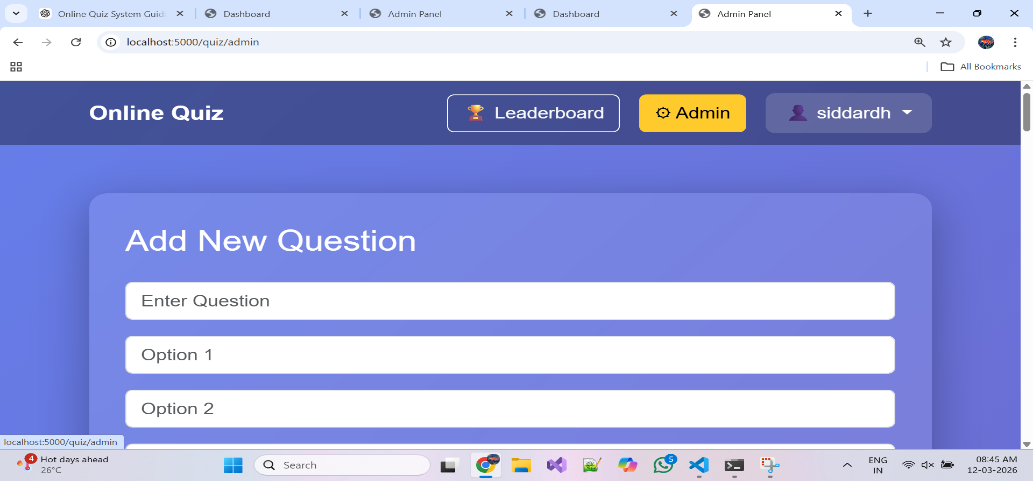 Online Quiz System Guid
Dashboard
Admin Panel
Dashboard
Admin Panel
localhost:5000/quiz/admin
All Bookmarks
Online Quiz
Leaderboard
Admin
siddardh
Add New Question
Enter Question
Option 1
Option 2
localhost:5000/quiz/admin
4
Hot days ahead
26°C
Search
5
ENG
IN
08:45 AM
12-03-2026